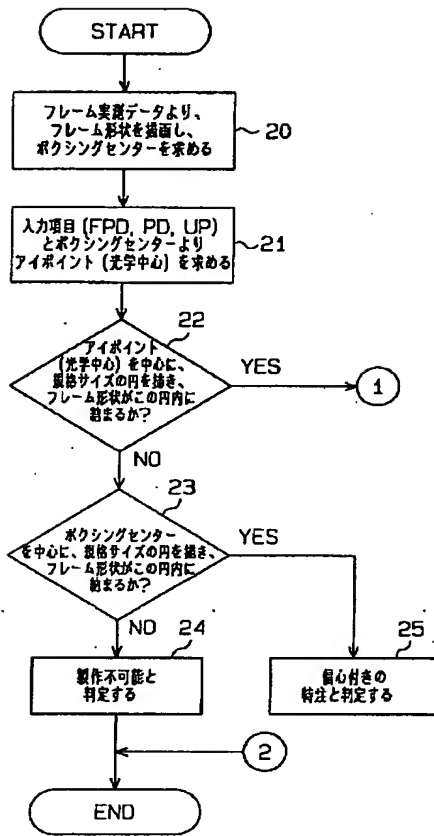 START
フレーム実測データより、
フレーム形状を描画し、
ボクシングセンターを求める
20
入力項目 (FPD, PD, UP)
とボクシングセンターより
アイポイント (光学中心) を求める
21
22
アイポイント
(光学中心) を中心に、
規格サイズの円を描き、
フレーム形状がこの円内に
納まるか?
YES
1
NO
23
ボクシングセンター
を中心に、規格サイズの円を描き、
フレーム形状がこの円内に
納まるか?
YES
NO
24
製作不可能と
判定する
25
偏心付きの
特注と判定する
2
END